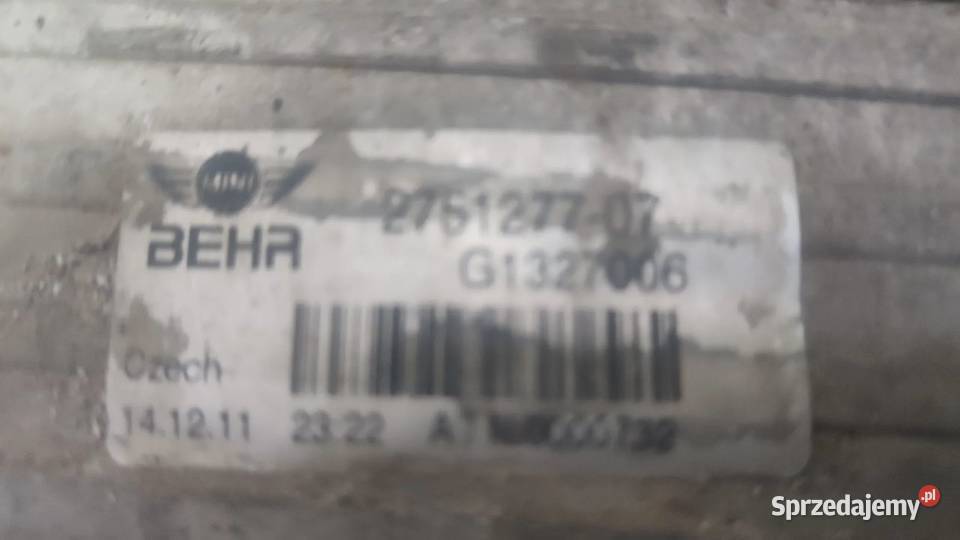 MINI
2751277-07
BEHR
G1327006
Czech
14.12.11 23:22 A
Sprzedajemy.pl